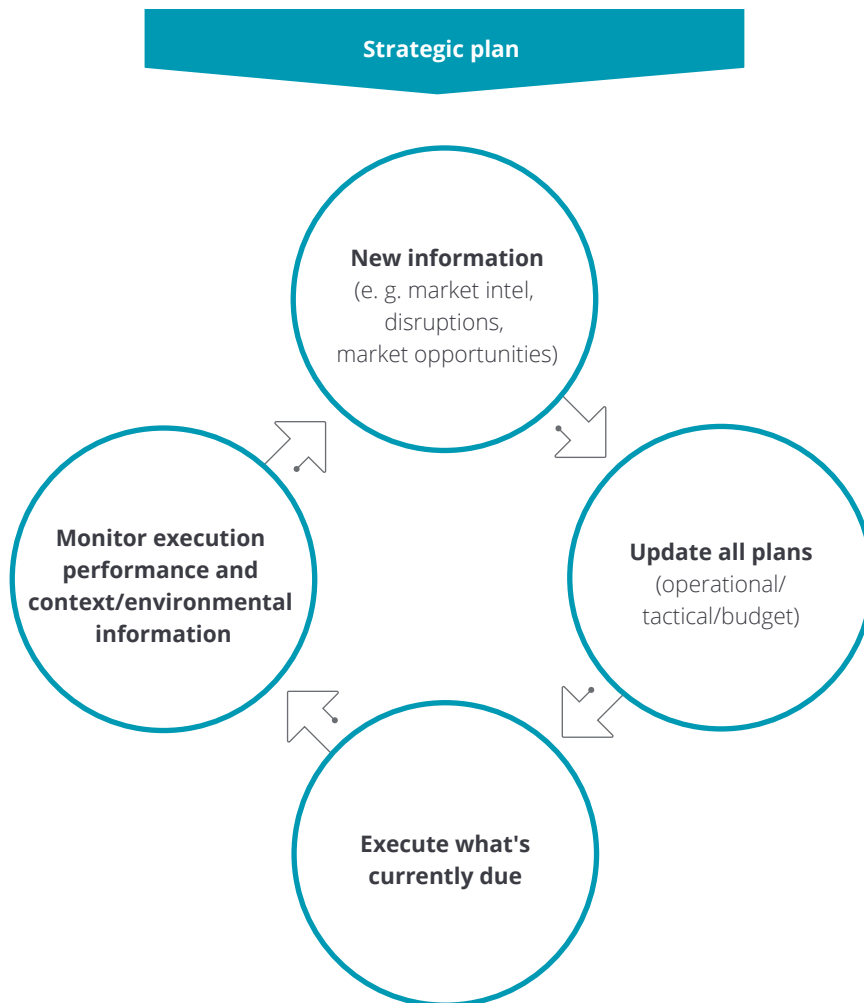 Strategic plan
New information
(e. g. market intel,
disruptions,
market opportunities)
Update all plans
(operational/
tactical/budget)
Execute what's
currently due
Monitor execution
performance and
context/environmental
information